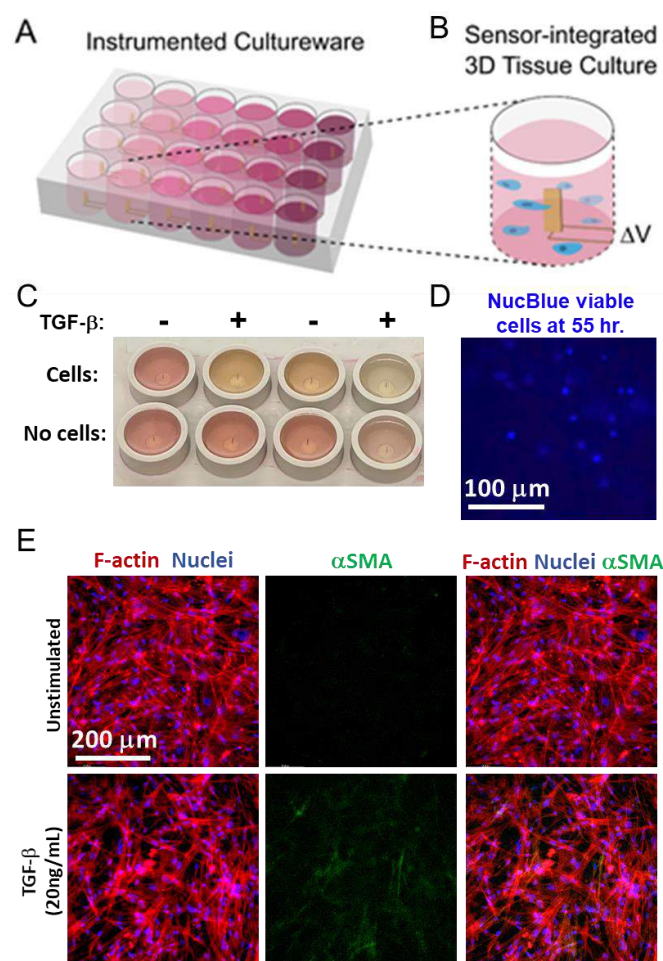 A
Instrumented Cultureware
B
Sensor-integrated
3D Tissue Culture
ΔV
C
TGF-β: - + - +
Cells:
No cells:
D
NucBlue viable
cells at 55 hr.
100 μm
E
F-actin Nuclei
αSMA
F-actin Nuclei αSMA
Unstimulated
200 μm
TGF-β
(20ng/mL)